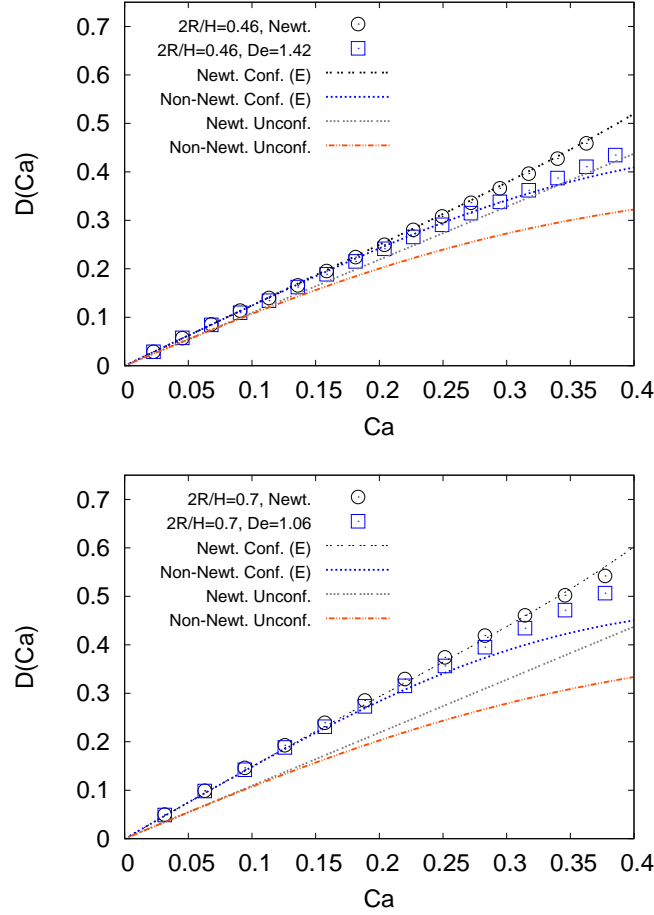 0.7
0.6
0.5
0.4
0.3
0.2
0.1
0
D(Ca)
2R/H=0.46, Newt.
2R/H=0.46, De=1.42
Newt. Conf. (E)
Non-Newt. Conf. (E)
Newt. Unconf.
Non-Newt. Unconf.
0 0.05 0.1 0.15 0.2 0.25 0.3 0.35 0.4
Ca
0.7
0.6
0.5
0.4
0.3
0.2
0.1
0
D(Ca)
2R/H=0.7, Newt.
2R/H=0.7, De=1.06
Newt. Conf. (E)
Non-Newt. Conf. (E)
Newt. Unconf.
Non-Newt. Unconf.
0 0.05 0.1 0.15 0.2 0.25 0.3 0.35 0.4
Ca